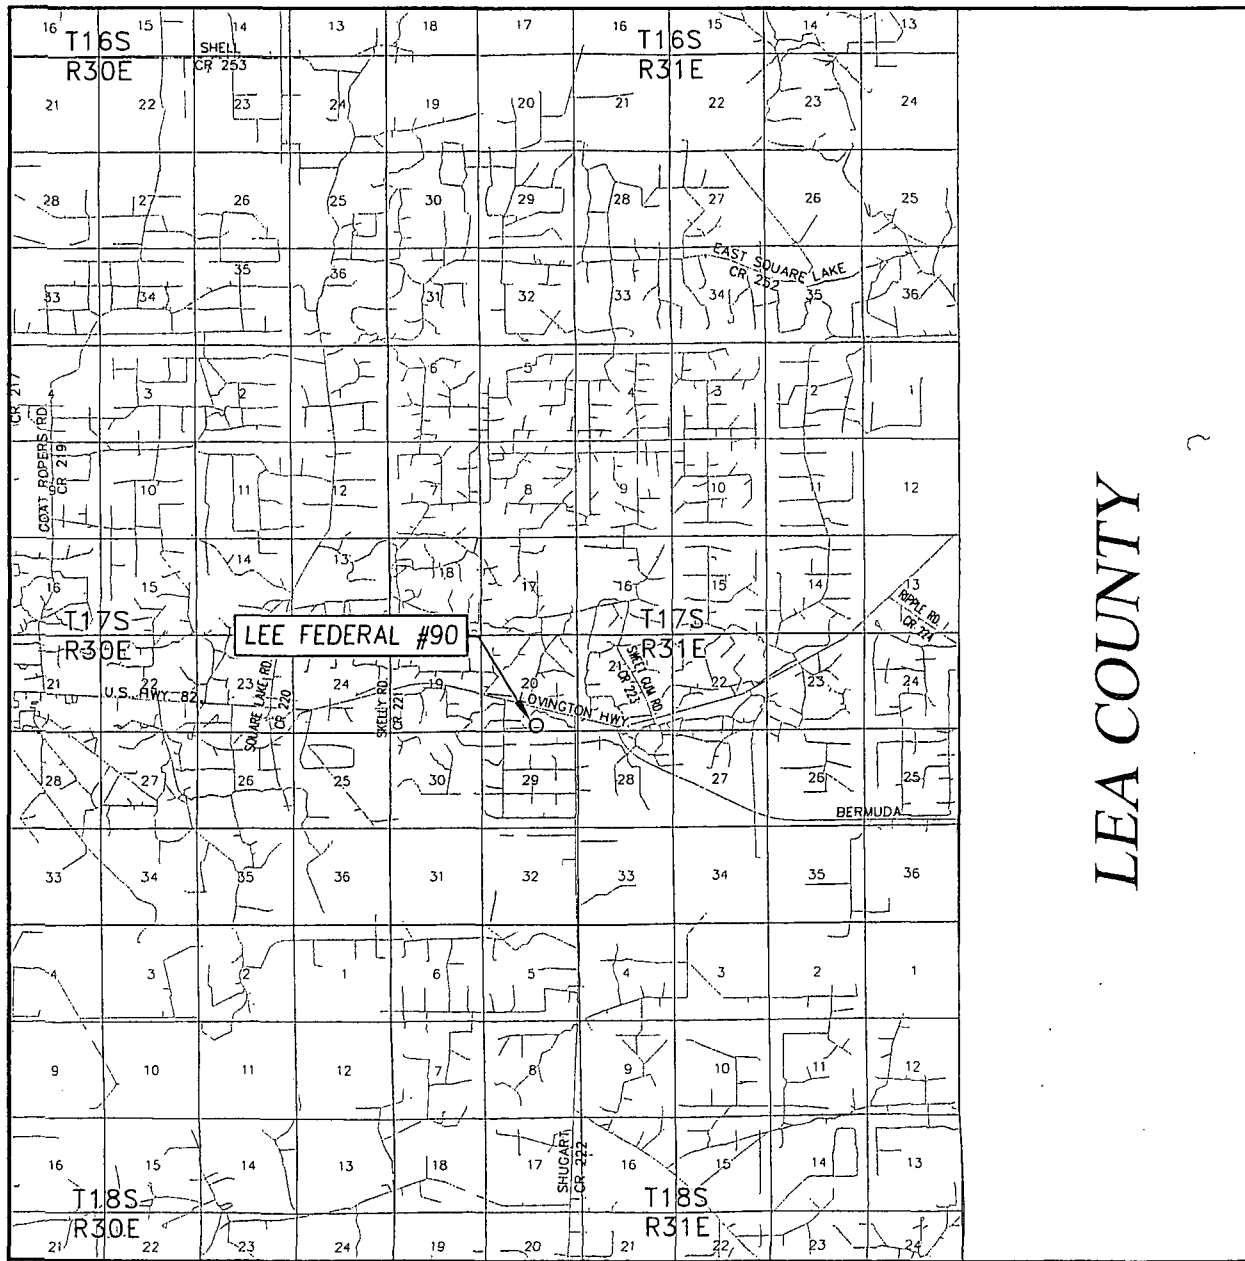 16 15 14 13 18 17 16 15 14 13
T16S
R30E
SHELL
CR 253
T16S
R31E
21 22 23 24 19 20 21 22 23 24
28 27 26 25 30 29 28 27 26 25
EAST SQUARE LAKE
CR 252
33 34 35 36 31 32 33 34 35 36
CR 217
4 3 2 6 5 4 3 2 1
GOAT ROPERS RD.
CR 219
9 10 11 12 7 8 9 10 11 12
16 15 14 13 18 17 16 15 14 13
RIPPLE RD.
CR 224
T17S
R30E
LEE FEDERAL #90
T17S
R31E
21 22 23 24 19 20 21 22 23 24
U.S. HWY. 82
SQUARE LAKE RD.
CR 220
SKELLY RD.
CR 221
LOVINGTON HWY.
SWEET GUM RD
CR 223
28 27 26 25 30 29 28 27 26 25
BERMUDA
33 34 35 36 31 32 33 34 35 36
4 3 2 1 6 5 4 3 2 1
9 10 11 12 7 8 9 10 11 12
16 15 14 13 18 17 16 15 14 13
SHUGART
CR 222
T18S
R30E
T18S
R31E
21 22 23 24 19 20 21 22 23 24
LEA COUNTY